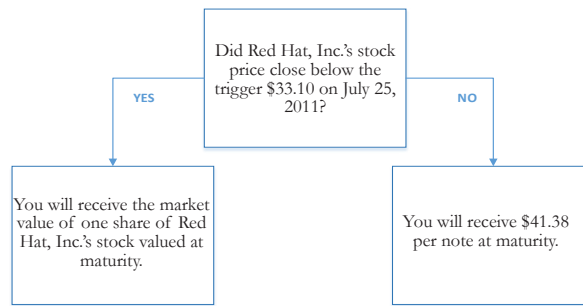 Did Red Hat, Inc.'s stock
price close below the
trigger $33.10 on July 25,
2011?
YES
NO
You will receive the market
value of one share of Red
Hat, Inc.'s stock valued at
maturity.
You will receive $41.38
per note at maturity.